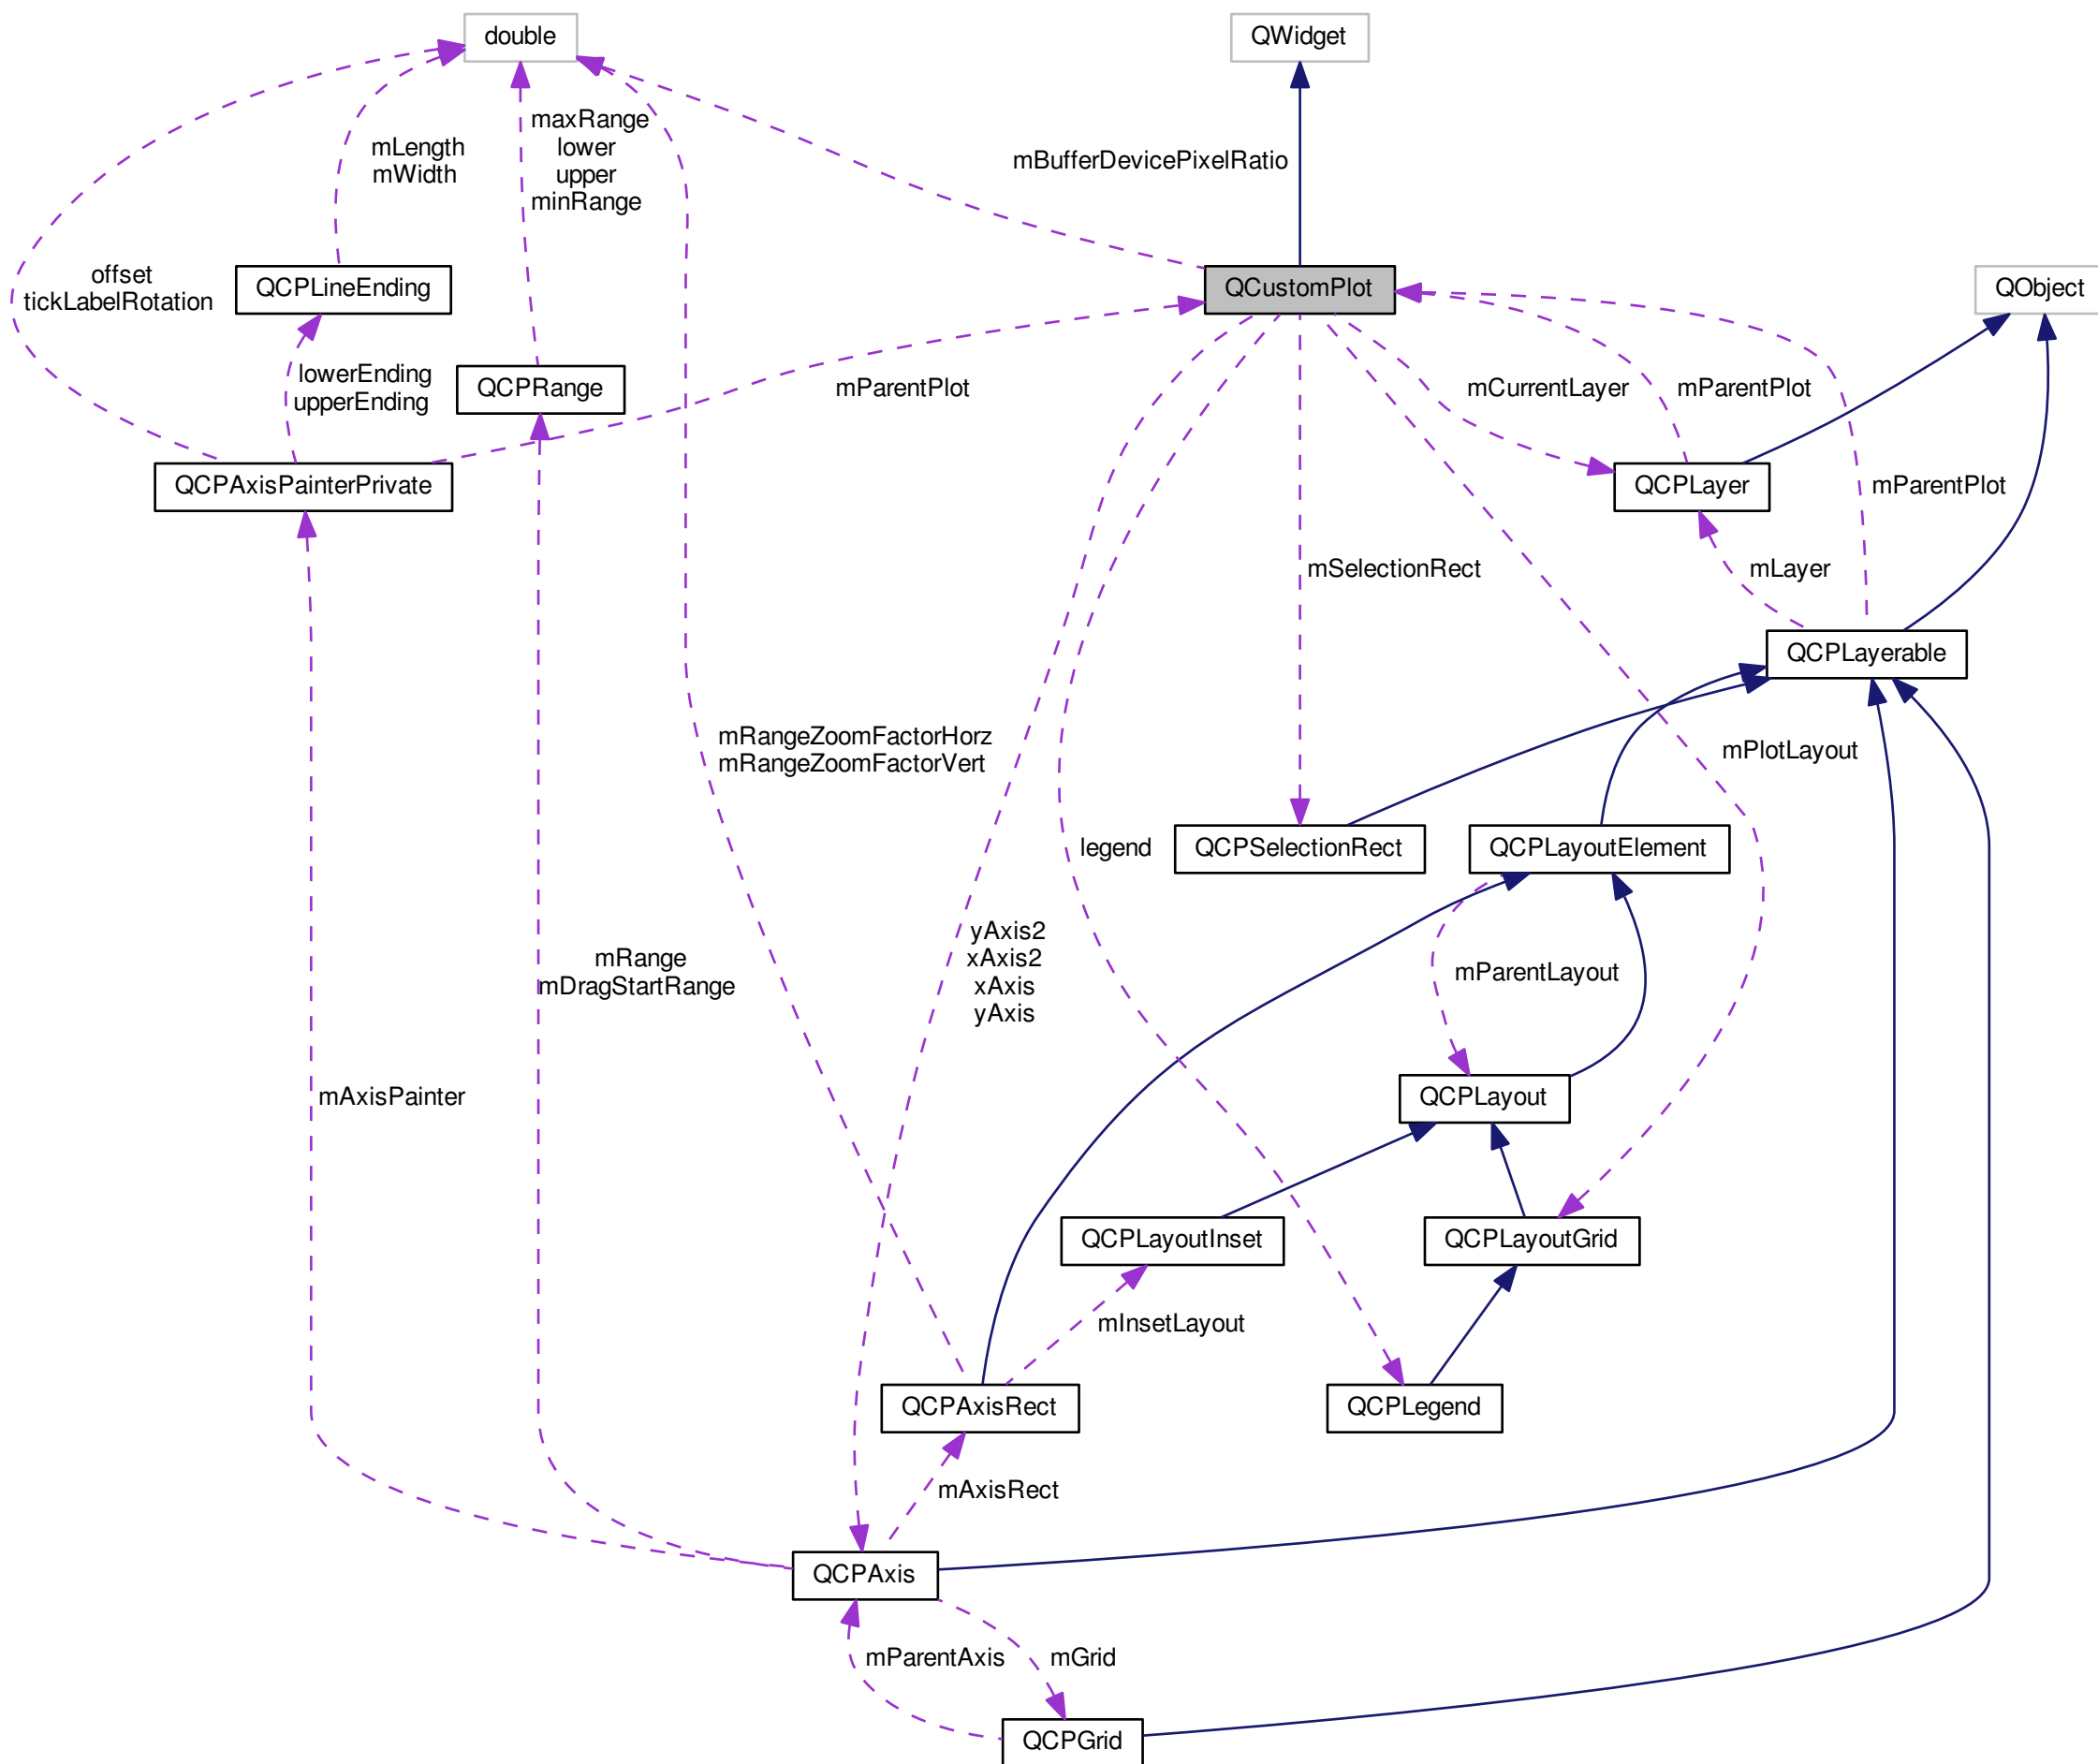 double
QWidget
maxRange
lower
upper
minRange
mLength
mWidth
mBufferDevicePixelRatio
offset
tickLabelRotation
QCPLineEnding
QCustomPlot
QObject
lowerEnding
upperEnding
QCPRange
mParentPlot
mCurrentLayer
mParentPlot
QCPAxisPainterPrivate
QCPLayer
mParentPlot
mSelectionRect
mLayer
QCPLayerable
mRangeZoomFactorHorz
mRangeZoomFactorVert
mPlotLayout
legend
QCPSelectionRect
QCPLayoutElement
mRange
mDragStartRange
yAxis2
xAxis2
xAxis
yAxis
mParentLayout
mAxisPainter
QCPLayout
QCPLayoutInset
QCPLayoutGrid
mInsetLayout
QCPAxisRect
QCPLegend
mAxisRect
QCPAxis
mParentAxis
mGrid
QCPGrid